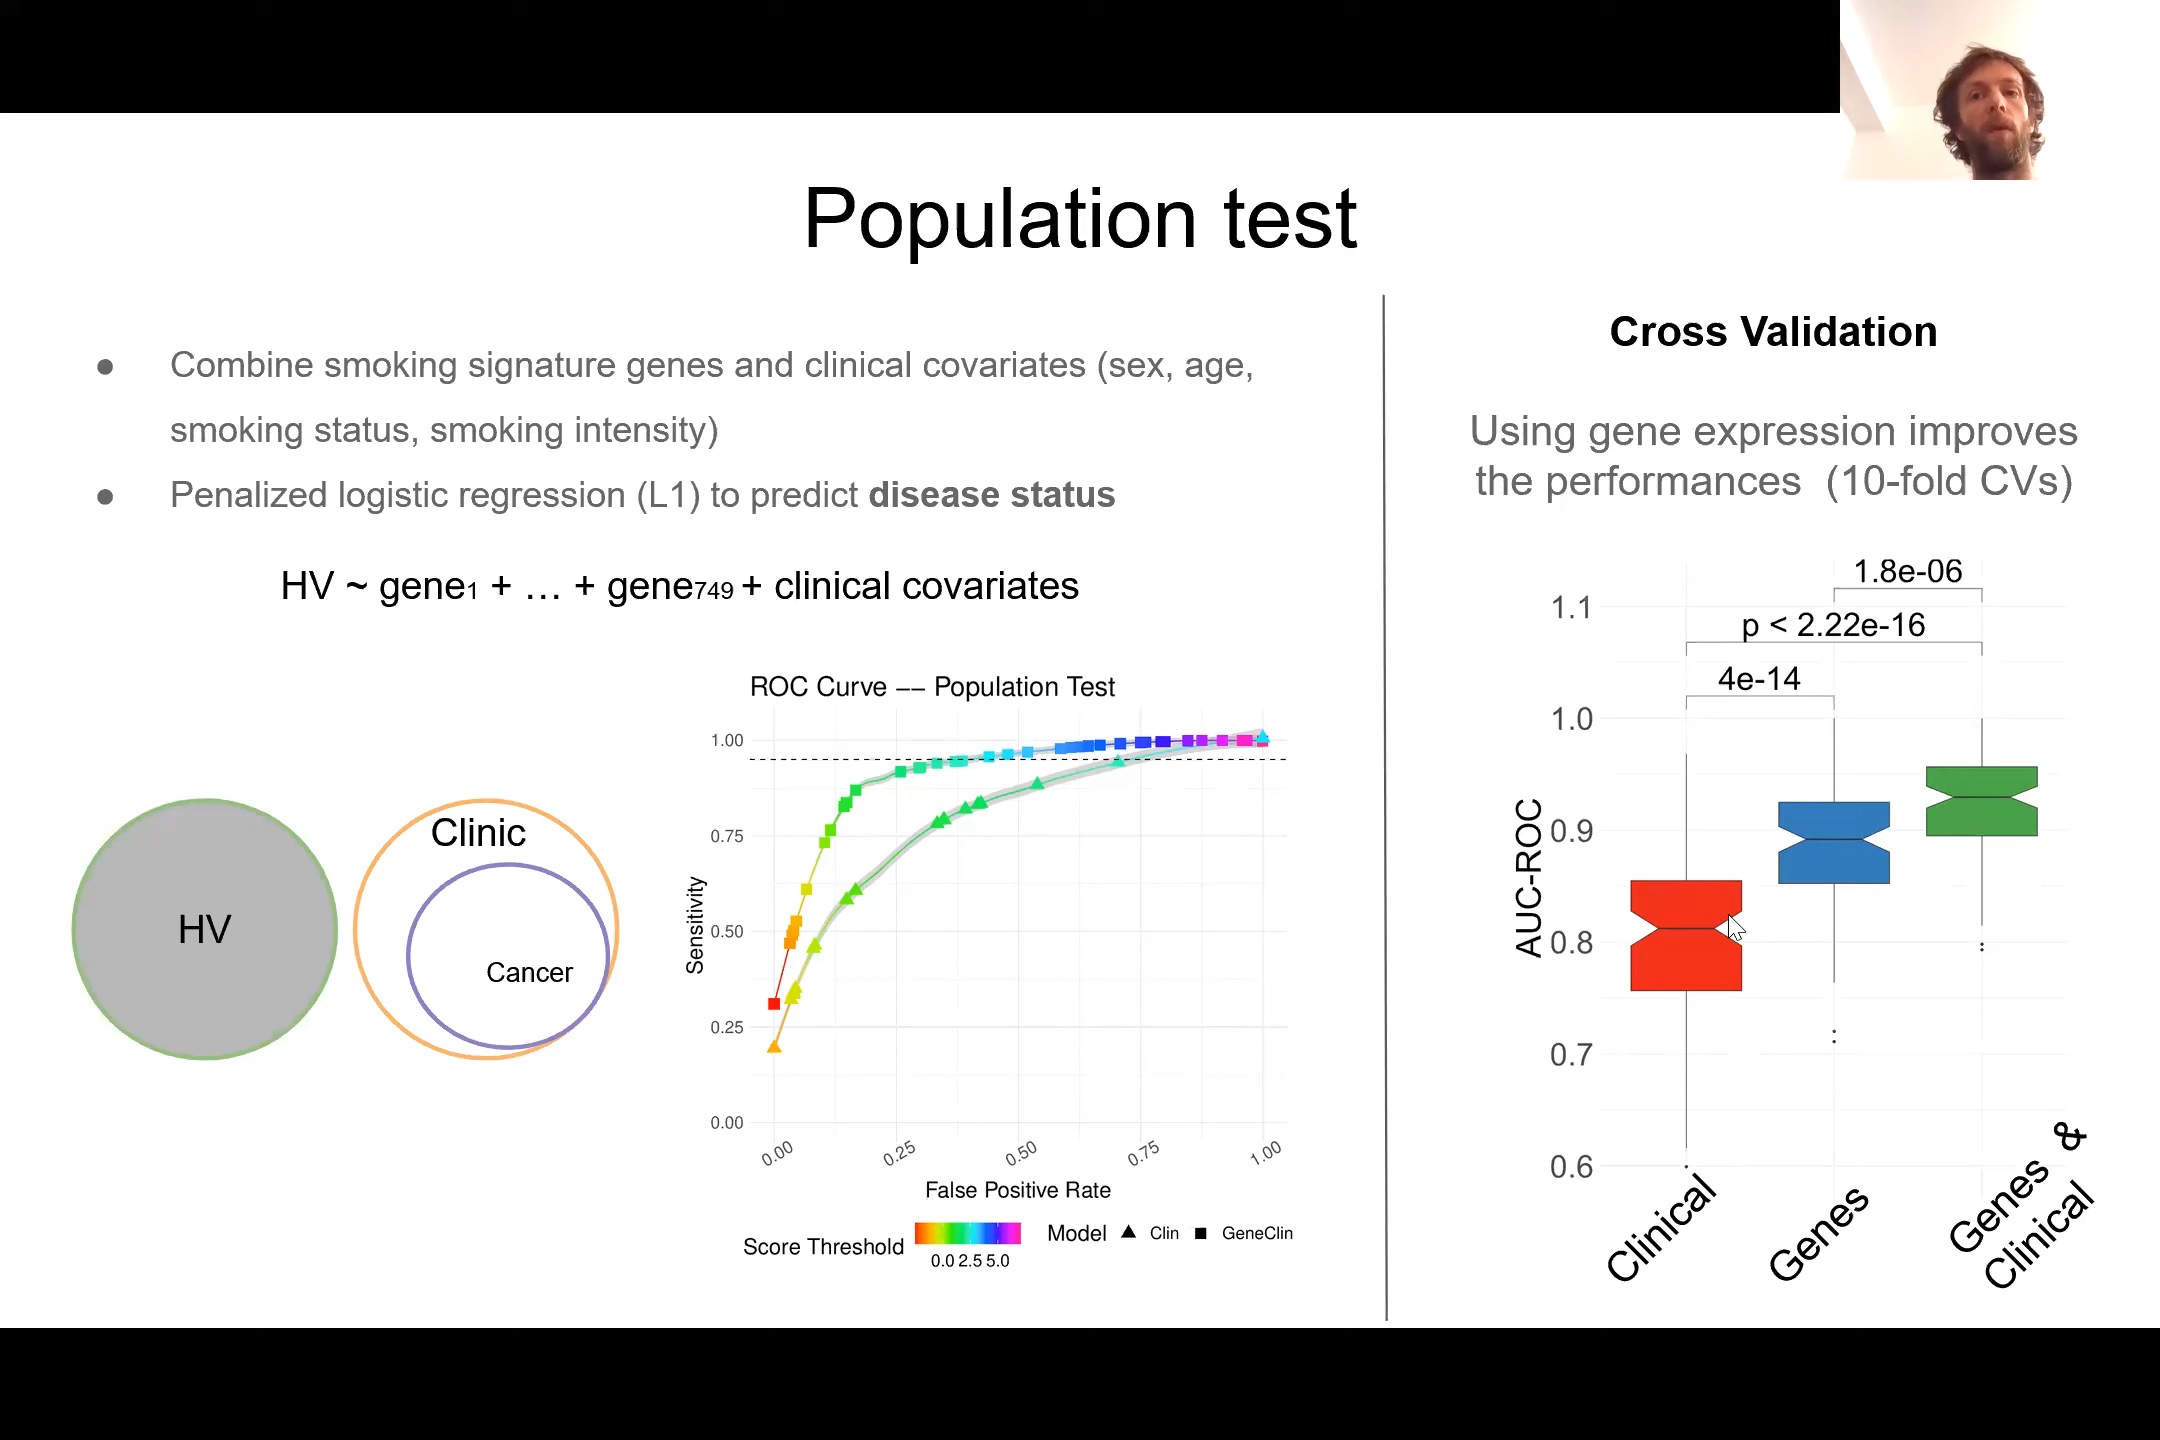 Population test
● Combine smoking signature genes and clinical covariates (sex, age,
smoking status, smoking intensity)
● Penalized logistic regression (L1) to predict disease status
HV ~ gene1 + … + gene749 + clinical covariates
HV
Clinic
Cancer
ROC Curve −− Population Test
1.00
0.75
0.50
0.25
0.00
Sensitivity
0.00 0.25 0.50 0.75 1.00
False Positive Rate
Score Threshold
0.0 2.5 5.0
Model Clin GeneClin
Cross Validation
Using gene expression improves
the performances (10-fold CVs)
1.8e-06
p < 2.22e-16
4e-14
1.1
1.0
0.9
0.8
0.7
0.6
AUC-ROC
Clinical
Genes
Genes &
Clinical